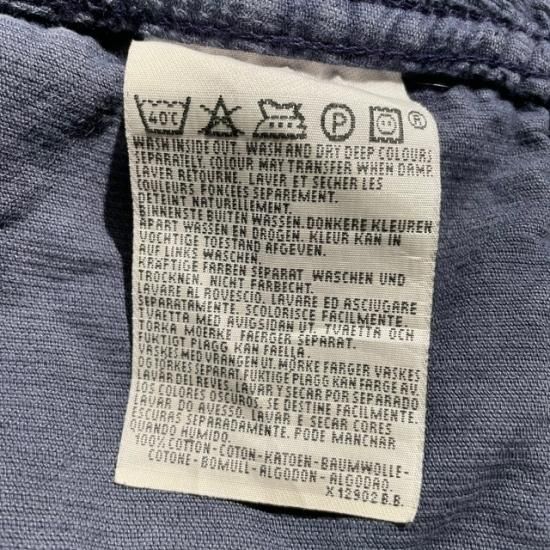 40°C P ®
WASH INSIDE OUT. WASH AND DRY DEEP COLOURS
SEPARATELY. COLOUR MAY TRANSFER WHEN DAMP.
LAVER RETOURNE. LAVER ET SECHER LES
COULEURS FONCEES SEPAREMENT.
DETEINT NATURELLEMENT.
BINNENSTE BUITEN WASSEN. DONKERE KLEUREN
APART WASSEN EN DROGEN. KLEUR KAN IN
VOCHTIGE TOESTAND AFGEVEN.
AUF LINKS WASCHEN.
KRAFTIGE FARBEN SEPARAT WASCHEN UND
TROCKNEN. NICHT FARBECHT.
LAVARE AL ROVESCIO. LAVARE ED ASCIUGARE
SEPARATAMENTE. SCOLORISCE FACILMENTE.
TVAETTA MED AVIGSIDAN UT. TVAETTA OCH
TORKA MOERKE FAERGER SEPARAT.
FUKTIGT PLAGG KAN FAELLA.
VASKES MED VRANGEN UT. MÖRKE FARGER VASKES
OG TÖRKES SEPARAT. FUKTIGE PLAGG KAN FARGE AV.
LAVAR DEL REVES. LAVAR Y SECAR POR SEPARADO
LOS COLORES OSCUROS. SE DESTINE FACILMENTE.
LAVAR DO AVESSO. LAVAR E SECAR CORES
ESCURAS SEPARADAMENTE. PODE MANCHAR
QUANDO HUMIDO.
100% COTTON-COTON-KATOEN-BAUMWOLLE-
COTONE-BOMULL-ALGODON-ALGODAO.
X12902 B.B.